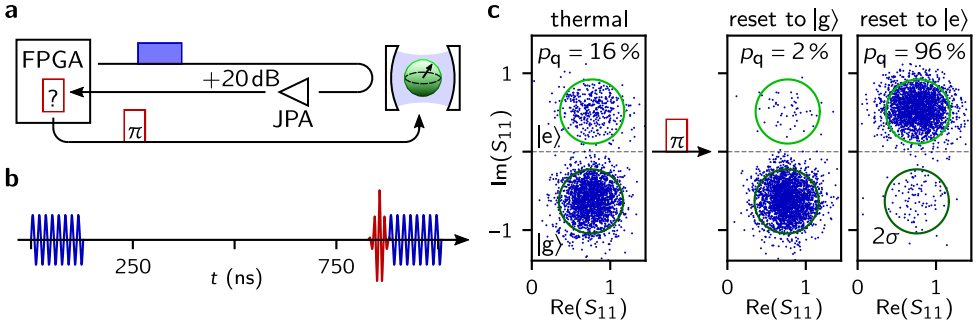 a
FPGA
?
+20 dB
JPA
π
b
250
750
t (ns)
c
thermal
reset to |g⟩
reset to |e⟩
p_q = 16 %
p_q = 2 %
p_q = 96 %
1
Im(S_11)
0
−1
|e⟩
|g⟩
π
2σ
0
1
0
1
0
1
Re(S_11)
Re(S_11)
Re(S_11)